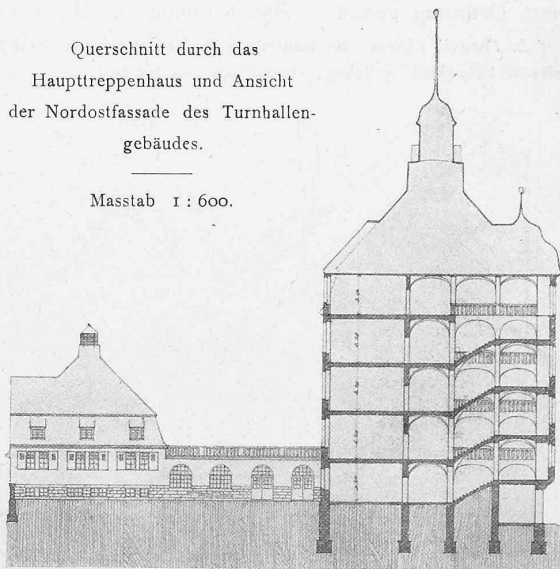 Querschnitt durch das
Haupttreppenhaus und Ansicht
der Nordostfassade des Turnhallen-
gebäudes.
Masstab 1 : 600.